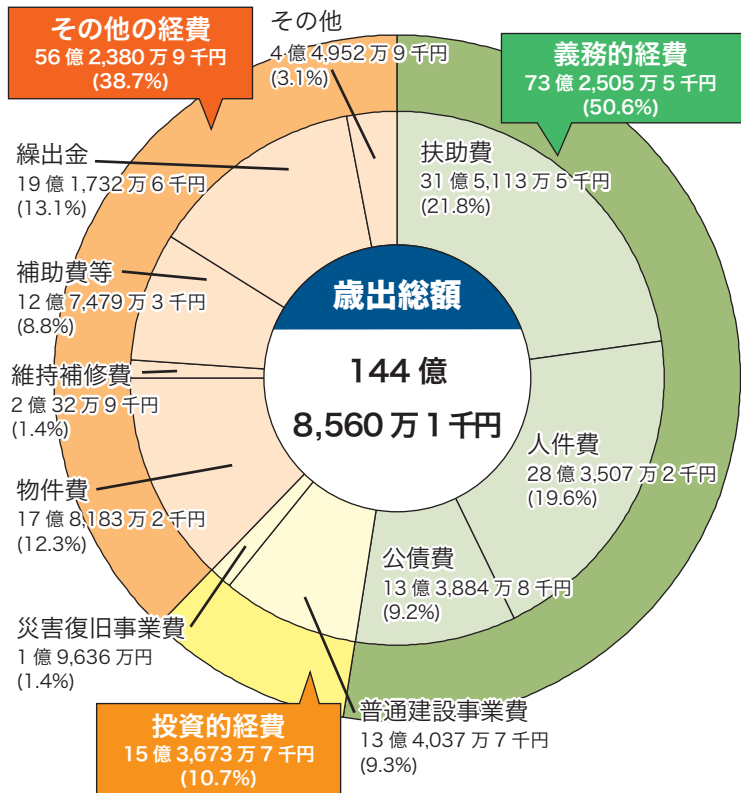 その他の経費
56 億 2,380 万 9 千円
(38.7%)
その他
4 億 4,952 万 9 千円
(3.1%)
義務的経費
73 億 2,505 万 5 千円
(50.6%)
扶助費
31 億 5,113 万 5 千円
(21.8%)
繰出金
19 億 1,732 万 6 千円
(13.1%)
補助費等
12 億 7,479 万 3 千円
(8.8%)
維持補修費
2 億 32 万 9 千円
(1.4%)
歳出総額
144 億
8,560 万 1 千円
人件費
28 億 3,507 万 2 千円
(19.6%)
物件費
17 億 8,183 万 2 千円
(12.3%)
公債費
13 億 3,884 万 8 千円
(9.2%)
災害復旧事業費
1 億 9,636 万円
(1.4%)
普通建設事業費
13 億 4,037 万 7 千円
(9.3%)
投資的経費
15 億 3,673 万 7 千円
(10.7%)